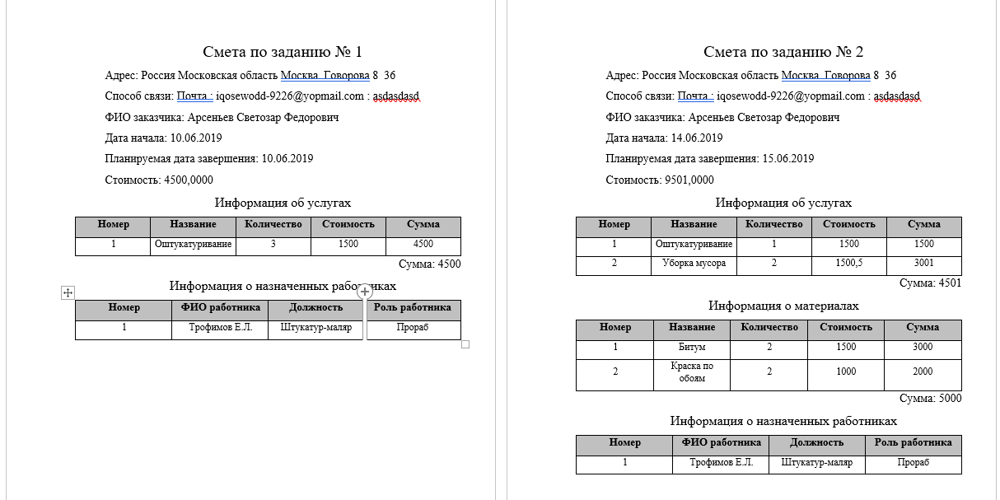 Смета по заданию № 1
Адрес: Россия Московская область Москва Говорова 8 36
Способ связи: Почта : iqosewodd-9226@yopmail.com : asdasdasd
ФИО заказчика: Арсеньев Светозар Федорович
Дата начала: 10.06.2019
Планируемая дата завершения: 10.06.2019
Стоимость: 4500,0000
Информация об услугах
Номер Название Количество Стоимость Сумма
1 Оштукатуривание 3 1500 4500
Сумма: 4500
Информация о назначенных работниках
Номер ФИО работника Должность Роль работника
1 Трофимов Е.Л. Штукатур-маляр Прораб
Смета по заданию № 2
Адрес: Россия Московская область Москва Говорова 8 36
Способ связи: Почта : iqosewodd-9226@yopmail.com : asdasdasd
ФИО заказчика: Арсеньев Светозар Федорович
Дата начала: 14.06.2019
Планируемая дата завершения: 15.06.2019
Стоимость: 9501,0000
Информация об услугах
Номер Название Количество Стоимость Сумма
1 Оштукатуривание 1 1500 1500
2 Уборка мусора 2 1500,5 3001
Сумма: 4501
Информация о материалах
Номер Название Количество Стоимость Сумма
1 Битум 2 1500 3000
2 Краска по обоям 2 1000 2000
Сумма: 5000
Информация о назначенных работниках
Номер ФИО работника Должность Роль работника
1 Трофимов Е.Л. Штукатур-маляр Прораб